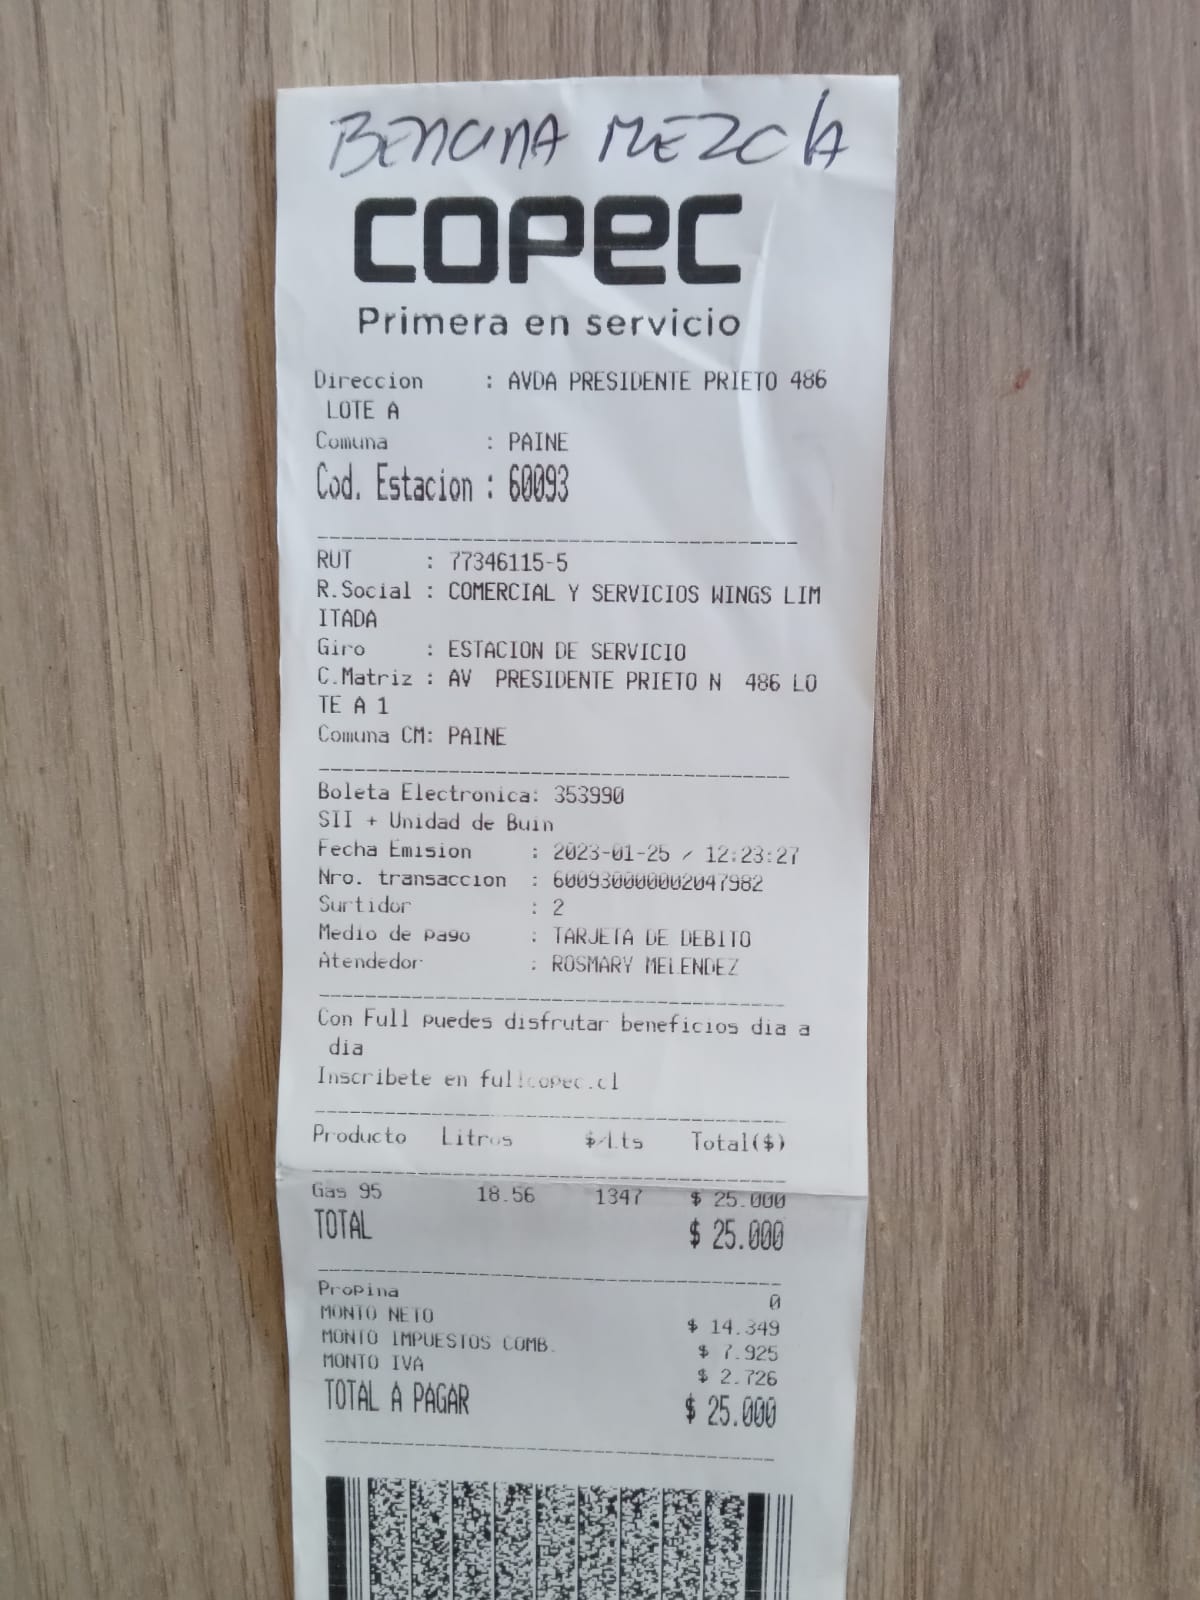 BENCINA MEZCLA
COPEC
Primera en servicio
Direccion : AVDA PRESIDENTE PRIETO 486
LOTE A
Comuna : PAINE
Cod. Estacion : 60093
RUT : 77346115-5
R.Social : COMERCIAL Y SERVICIOS WINGS LIM
ITADA
Giro : ESTACION DE SERVICIO
C.Matriz : AV PRESIDENTE PRIETO N 486 LO
TE A 1
Comuna CM: PAINE
Boleta Electronica: 353990
SII + Unidad de Buin
Fecha Emision : 2023-01-25 / 12:23:27
Nro. transaccion : 600930000002047982
Surtidor : 2
Medio de pago : TARJETA DE DEBITO
Atendedor : ROSMARY MELENDEZ
Con Full puedes disfrutar beneficios dia a
dia
Inscribete en fullcopec.cl
Producto Litros $/Lts Total($)
Gas 95 18.56 1347 $ 25.000
TOTAL $ 25.000
Propina 0
MONTO NETO $ 14.349
MONTO IMPUESTOS COMB. $ 7.925
MONTO IVA $ 2.726
TOTAL A PAGAR $ 25.000